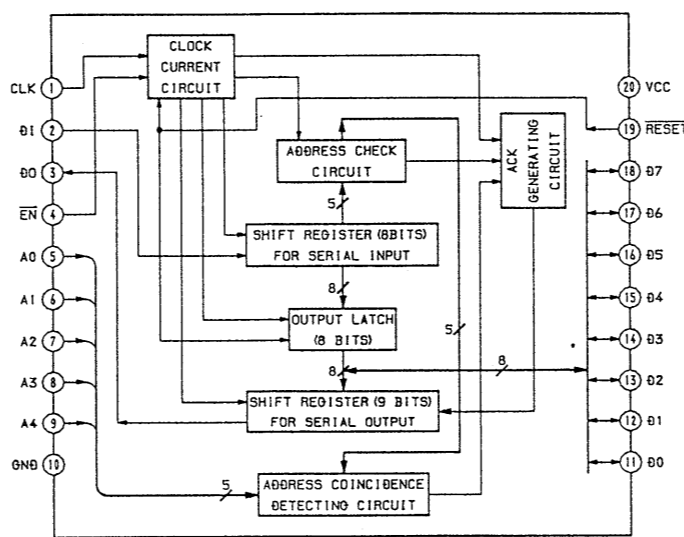 CLOCK
CURRENT
CIRCUIT
CLK 1
20 VCC
DI 2
19 RESET
ADDRESS CHECK
CIRCUIT
ACK
GENERATING
CIRCUIT
DO 3
18 D7
EN 4
5
17 D6
SHIFT REGISTER (8BITS)
FOR SERIAL INPUT
A0 5
16 D5
8
A1 6
15 D4
OUTPUT LATCH
(8 BITS)
5
A2 7
14 D3
8
8
A3 8
13 D2
SHIFT REGISTER (9 BITS)
FOR SERIAL OUTPUT
A4 9
12 D1
GND 10
11 D0
5
ADDRESS COINCIDENCE
DETECTING CIRCUIT